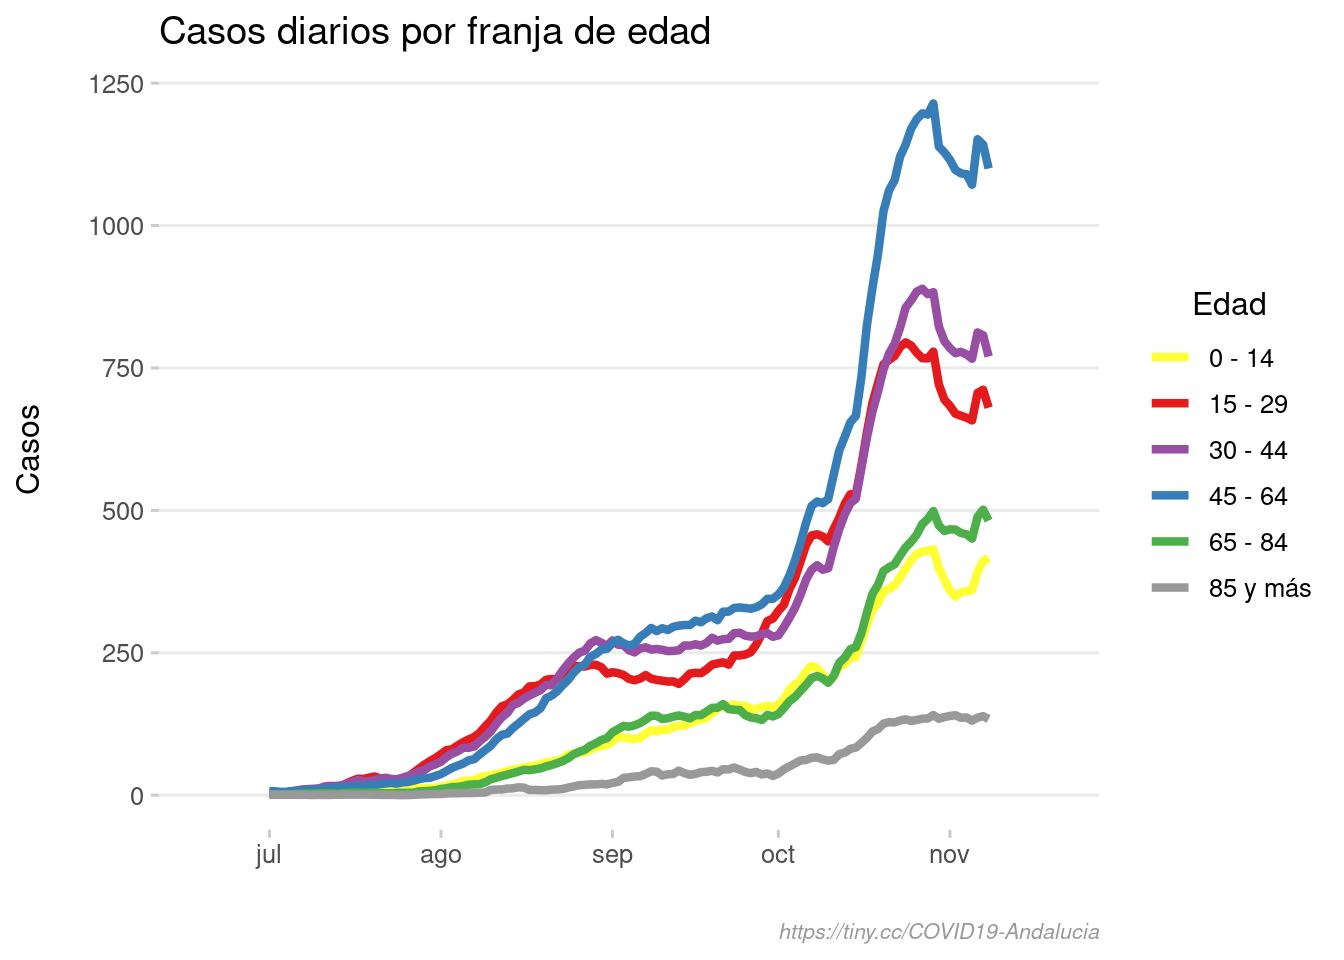 Casos diarios por franja de edad
1250
1000
750
500
250
0
Casos
jul
ago
sep
oct
nov
Edad
0 - 14
15 - 29
30 - 44
45 - 64
65 - 84
85 y más
https://tiny.cc/COVID19-Andalucia